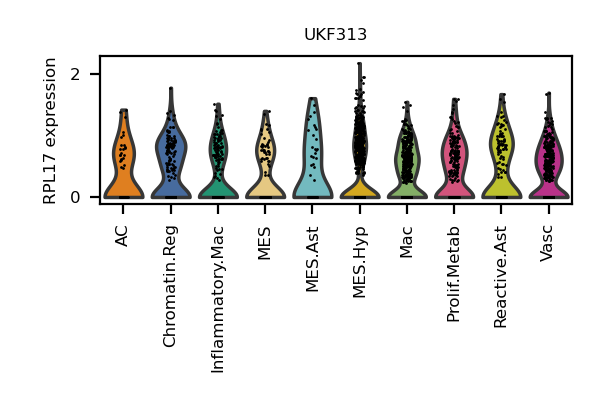 UKF313
RPL17 expression
2
0
AC
Chromatin.Reg
Inflammatory.Mac
MES
MES.Ast
MES.Hyp
Mac
Prolif.Metab
Reactive.Ast
Vasc